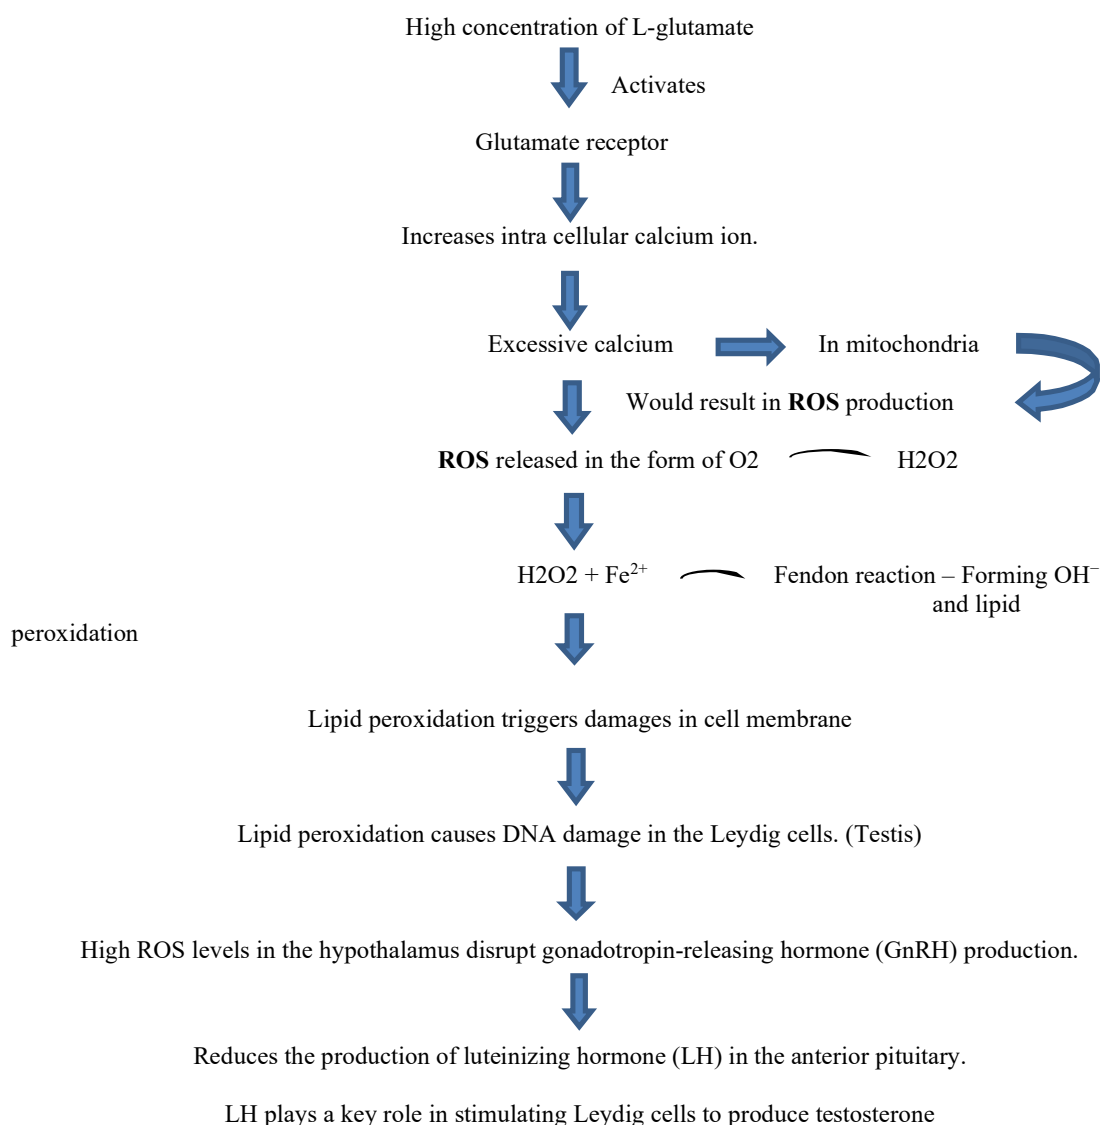 High concentration of L-glutamate
Activates
Glutamate receptor
Increases intra cellular calcium ion.
Excessive calcium In mitochondria
Would result in ROS production
ROS released in the form of O2 H2O2
H2O2 + Fe²⁺ Fendon reaction – Forming OH⁻
and lipid
peroxidation
Lipid peroxidation triggers damages in cell membrane
Lipid peroxidation causes DNA damage in the Leydig cells. (Testis)
High ROS levels in the hypothalamus disrupt gonadotropin-releasing hormone (GnRH) production.
Reduces the production of luteinizing hormone (LH) in the anterior pituitary.
LH plays a key role in stimulating Leydig cells to produce testosterone